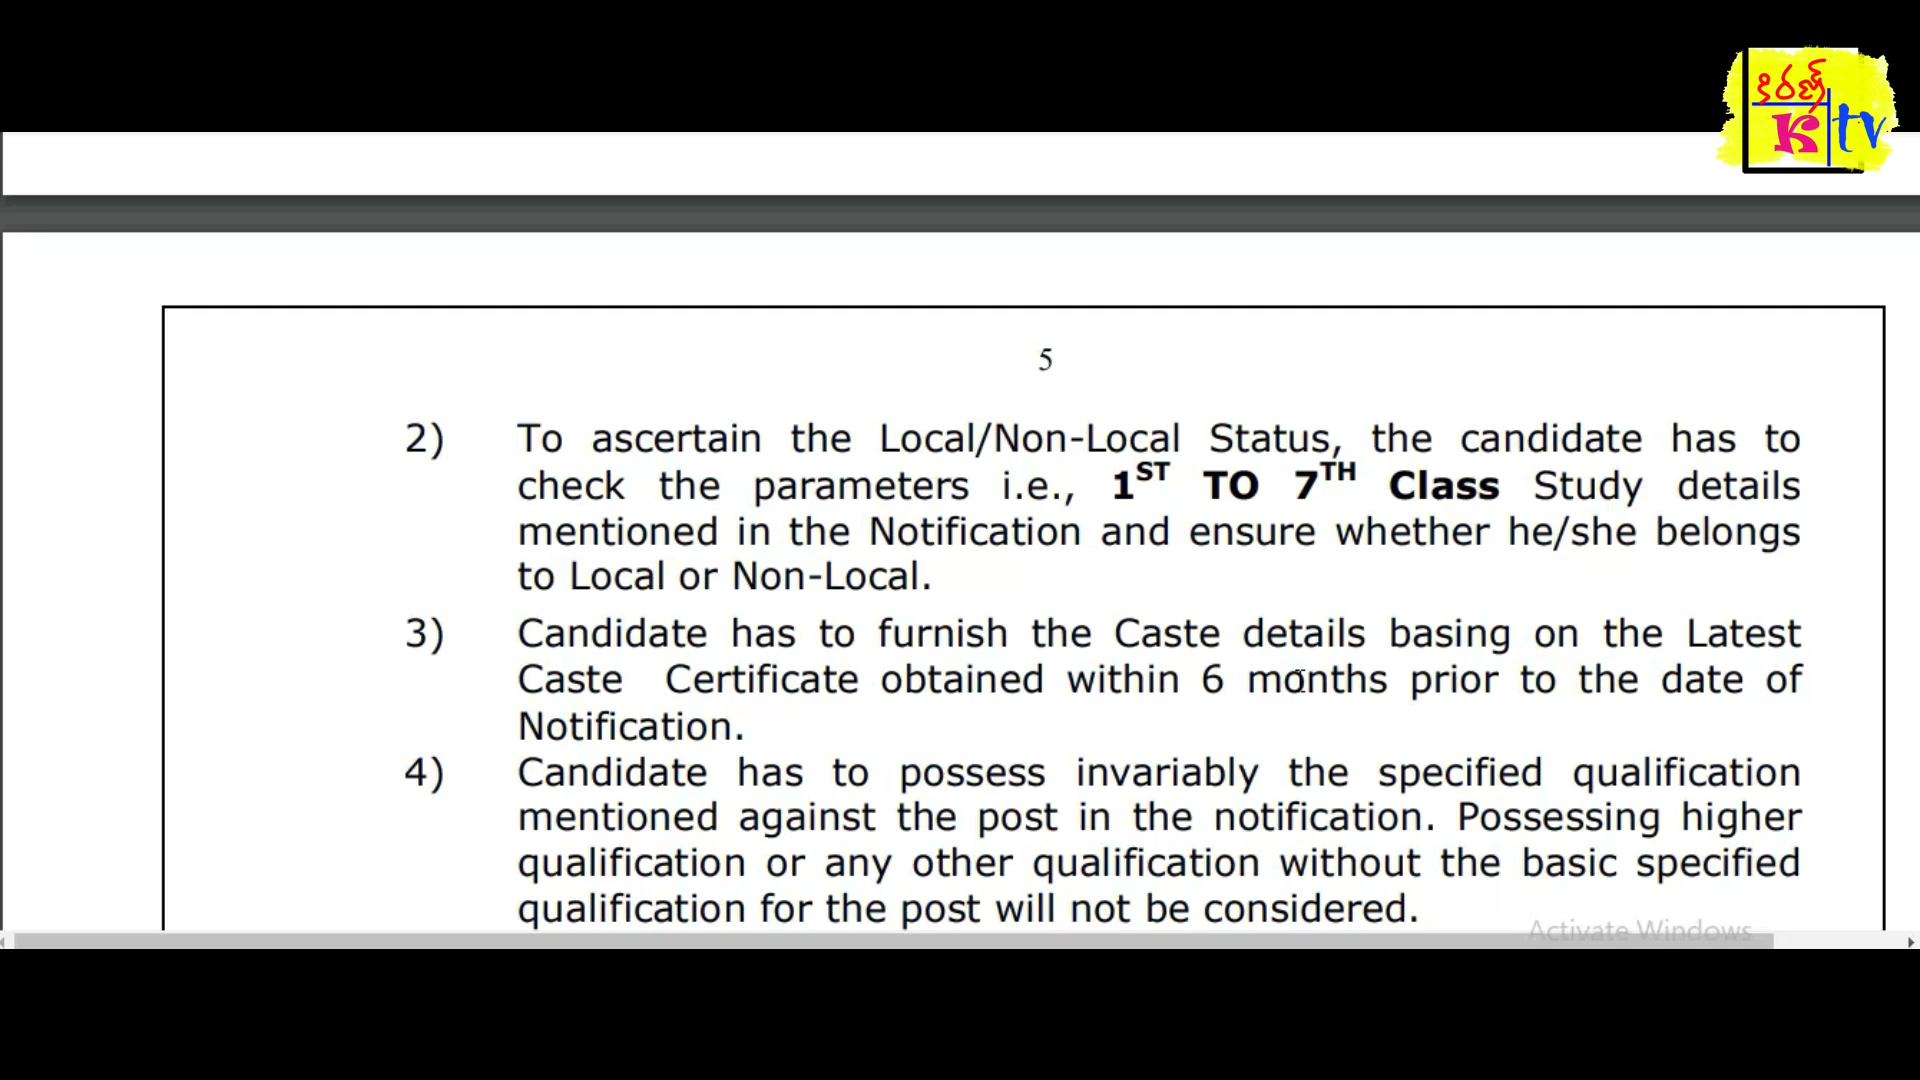 కిరణ్
K tv
5
2) To ascertain the Local/Non-Local Status, the candidate has to
check the parameters i.e., 1ST TO 7TH Class Study details
mentioned in the Notification and ensure whether he/she belongs
to Local or Non-Local.
3) Candidate has to furnish the Caste details basing on the Latest
Caste Certificate obtained within 6 months prior to the date of
Notification.
4) Candidate has to possess invariably the specified qualification
mentioned against the post in the notification. Possessing higher
qualification or any other qualification without the basic specified
qualification for the post will not be considered.
Activate Windows